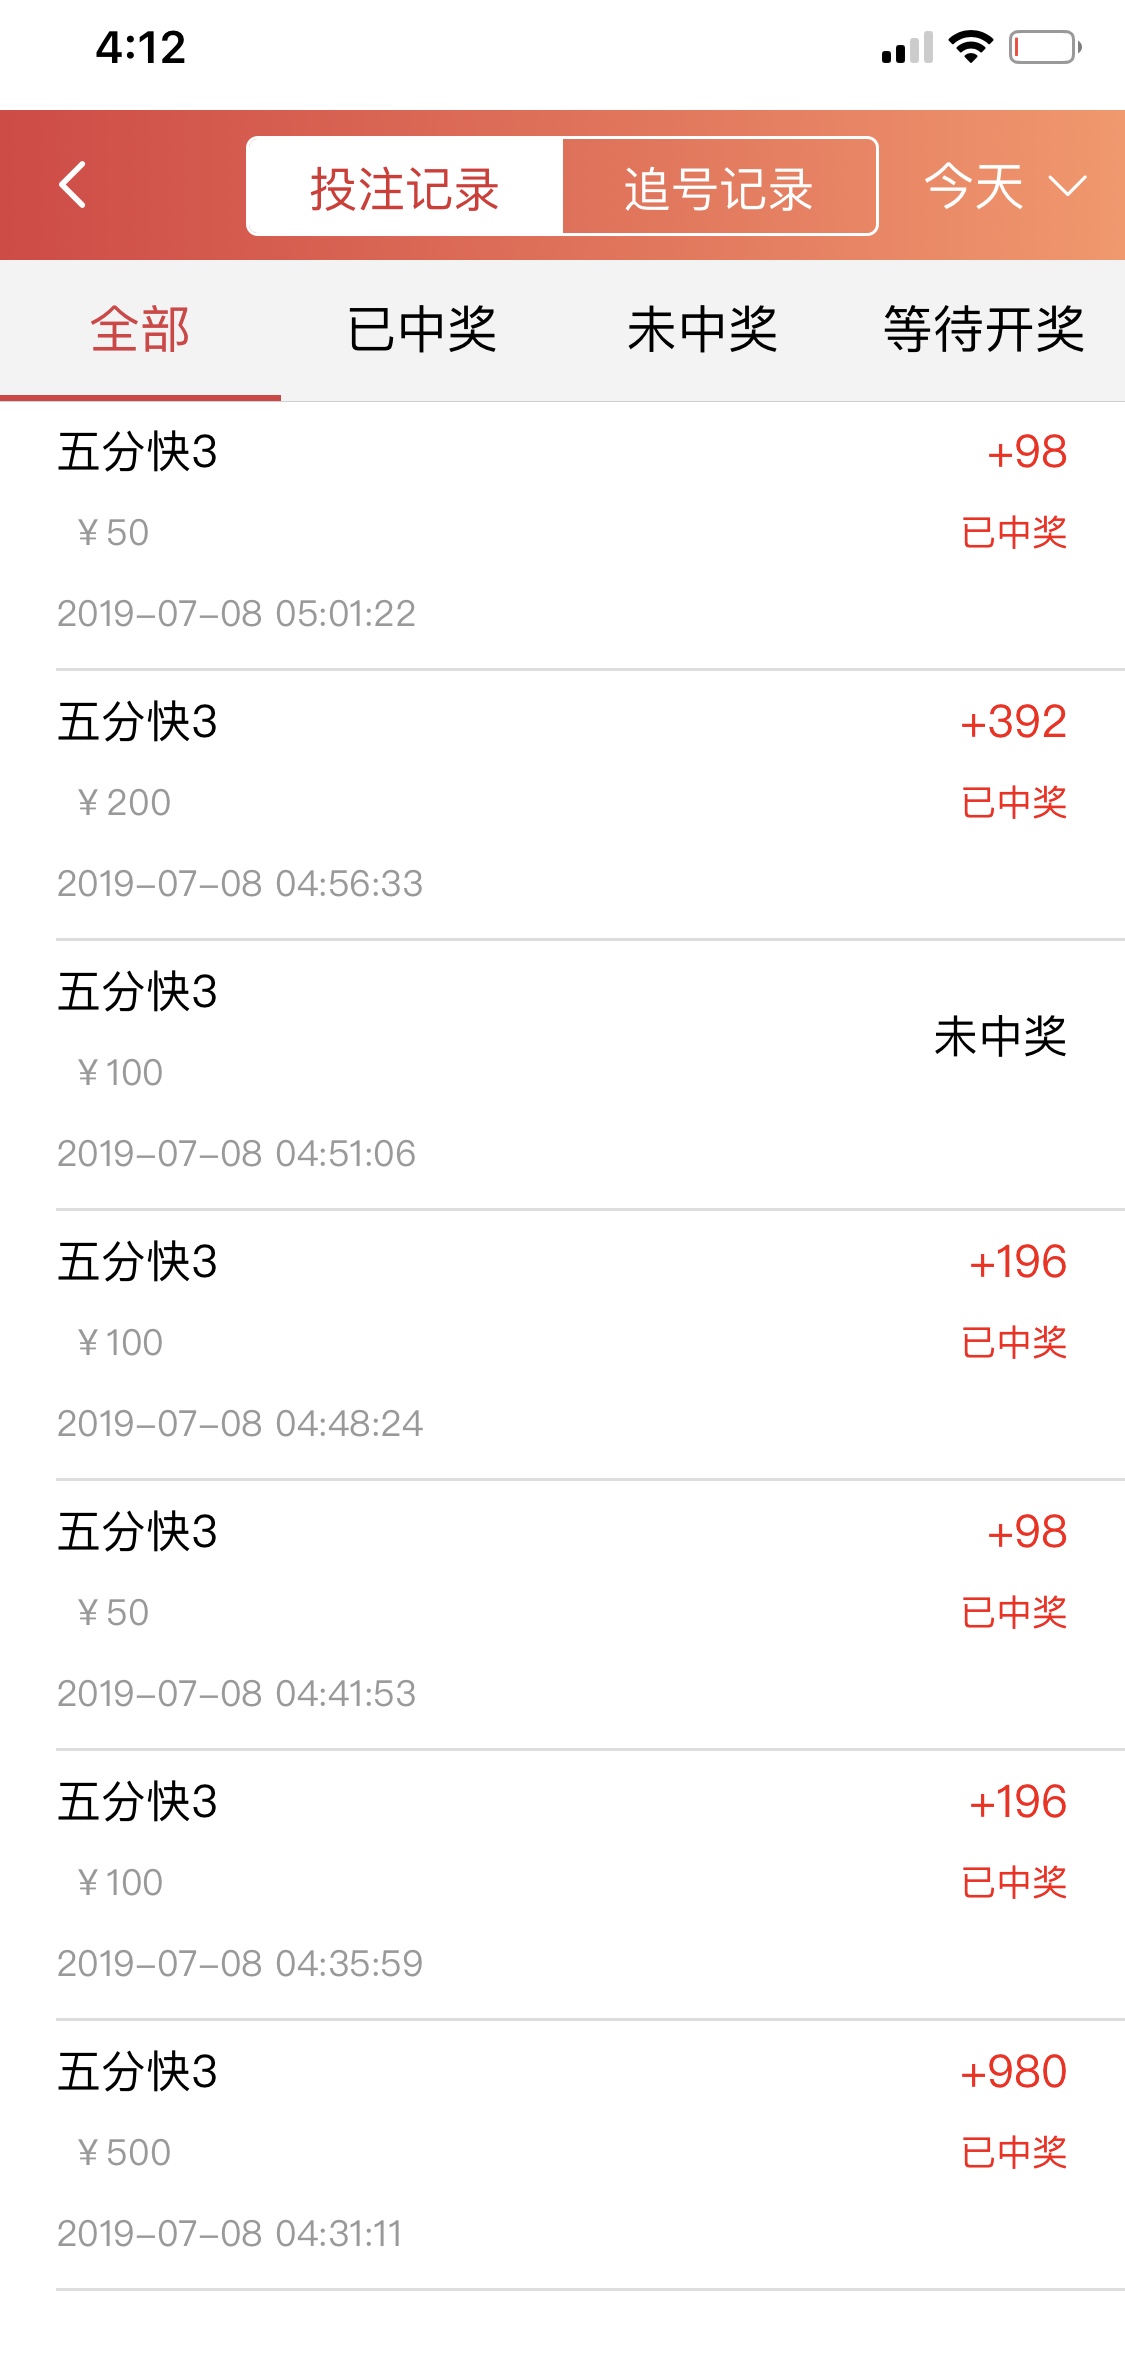 4:12
投注记录 追号记录 今天
全部 已中奖 未中奖 等待开奖
五分快3 +98
¥50 已中奖
2019-07-08 05:01:22
五分快3 +392
¥200 已中奖
2019-07-08 04:56:33
五分快3
未中奖
¥100
2019-07-08 04:51:06
五分快3 +196
¥100 已中奖
2019-07-08 04:48:24
五分快3 +98
¥50 已中奖
2019-07-08 04:41:53
五分快3 +196
¥100 已中奖
2019-07-08 04:35:59
五分快3 +980
¥500 已中奖
2019-07-08 04:31:11